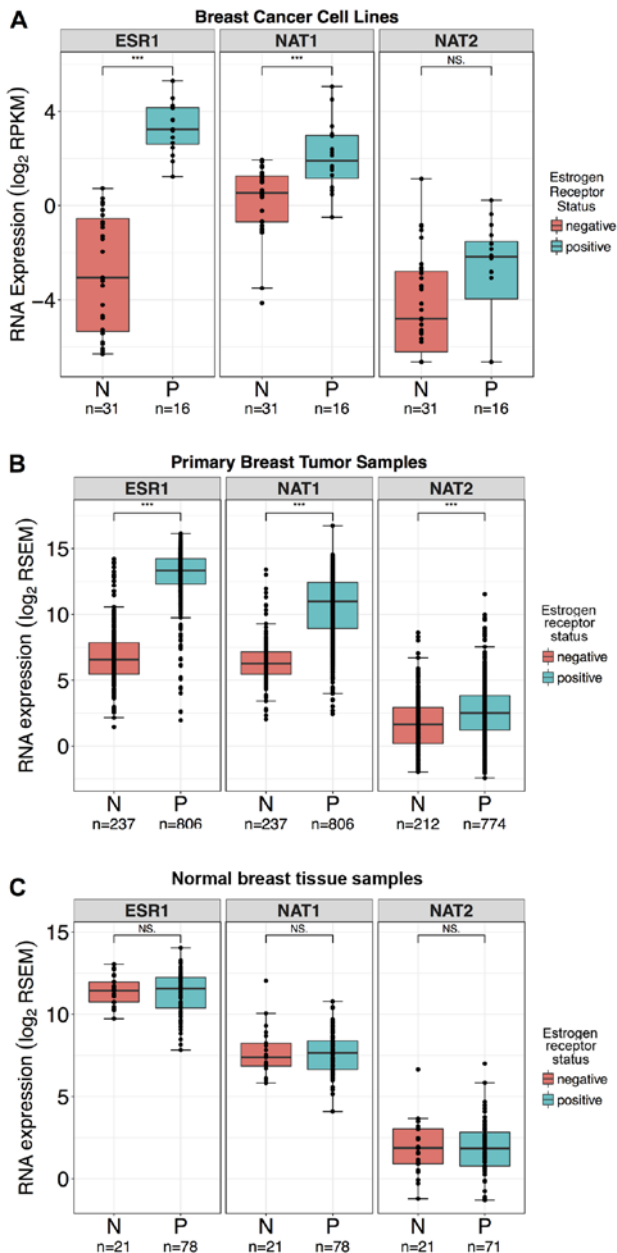 A
Breast Cancer Cell Lines
ESR1 NAT1 NAT2
*** *** NS.
RNA Expression (log2 RPKM)
4
0
−4
Estrogen
Receptor
Status
negative
positive
N P N P N P
n=31 n=16 n=31 n=16 n=31 n=16
B
Primary Breast Tumor Samples
ESR1 NAT1 NAT2
*** *** ***
RNA expression (log2 RSEM)
15
10
5
0
Estrogen
receptor
status
negative
positive
N P N P N P
n=237 n=806 n=237 n=806 n=212 n=774
C
Normal breast tissue samples
ESR1 NAT1 NAT2
NS. NS. NS.
RNA expression (log2 RSEM)
15
10
5
0
Estrogen
receptor
status
negative
positive
N P N P N P
n=21 n=78 n=21 n=78 n=21 n=71